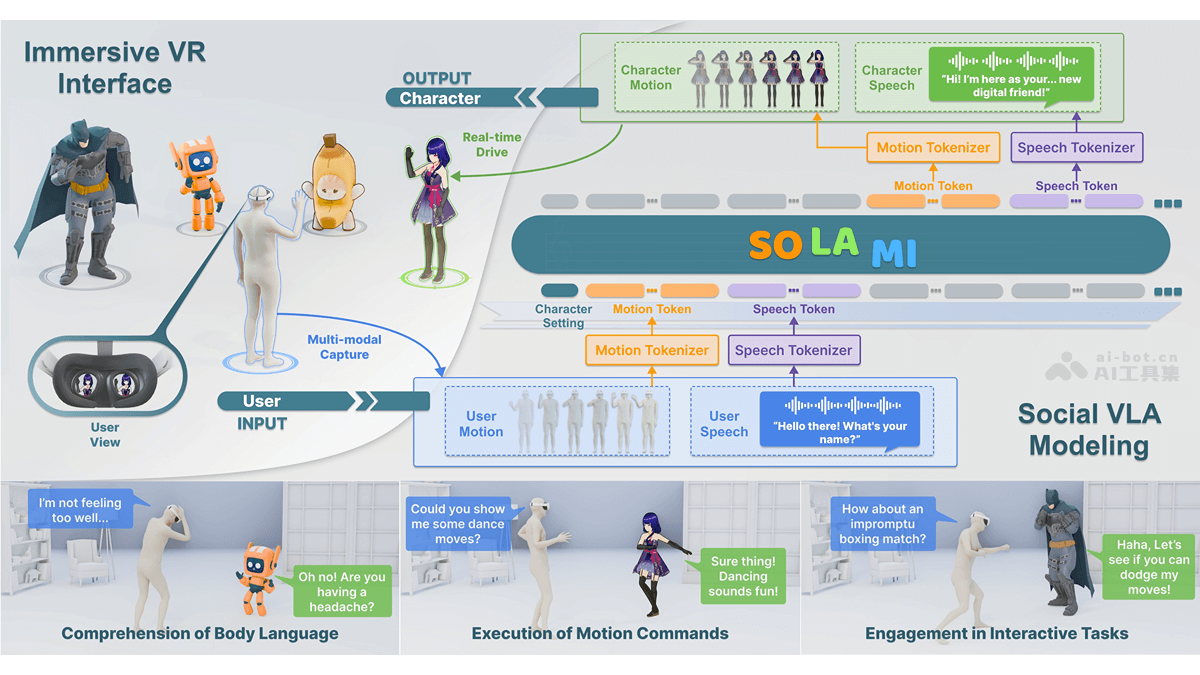 Immersive VR
Interface
OUTPUT
Character
Real-time
Drive
Character
Motion
Character
Speech
"Hi! I'm here as your... new
digital friend!"
Motion Tokenizer
Speech Tokenizer
Motion Token
Speech Token
SOLAMI
Character
Setting
Motion Token
Speech Token
Motion Tokenizer
Speech Tokenizer
Multi-modal
Capture
User
INPUT
User
View
User
Motion
User
Speech
"Hello there! What's your
name?"
ai-bot.cn
AI工具集
Social VLA
Modeling
I'm not feeling
too well...
Oh no! Are you
having a
headache?
Comprehension of Body Language
Could you show
me some dance
moves?
Sure thing!
Dancing
sounds fun!
Execution of Motion Commands
How about an
impromptu
boxing match?
Haha, Let's
see if you can
dodge my
moves!
Engagement in Interactive Tasks